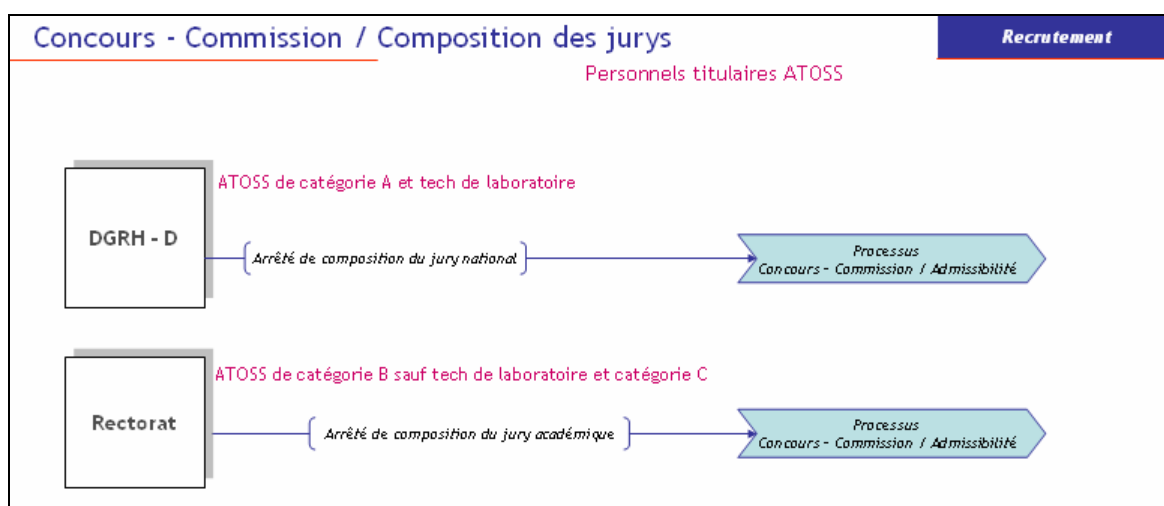 Concours - Commission / Composition des jurys
Recrutement
Personnels titulaires ATOSS
ATOSS de catégorie A et tech de laboratoire
DGRH - D
Arrêté de composition du jury national
Processus
Concours - Commission / Admissibilité
ATOSS de catégorie B sauf tech de laboratoire et catégorie C
Rectorat
Arrêté de composition du jury académique
Processus
Concours - Commission / Admissibilité